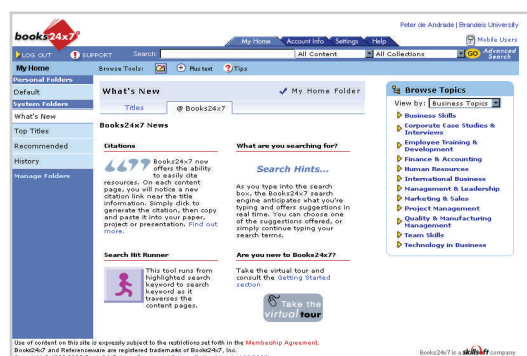 Peter de Andrade | Brandeis University
books24x7®
My Home Account Info Settings Help Mobile Users
LOG OUT SUPPORT Search: All Content All Collections GO Advanced Search
My Home Browse Tools: Plus text Tips
Personal Folders
Default
System Folders
What's New
Top Titles
Recommended
History
Manage Folders
What's New My Home Folder
Titles @ Books24x7
Books24x7 News
Citations
Books24x7 now
offers the ability
to easily cite
resources. On each content
page, you will notice a new
citation link near the title
information. Simply click to
generate the citation, then copy
and paste it into your paper,
project or presentation. Find out
more.
What are you searching for?
Search Hints...
As you type into the search
box, the Books24x7 search
engine anticipates what you're
typing and offers suggestions in
real time. You can choose one
of the suggestions offered, or
simply continue typing your
search terms.
Search Hit Runner
This tool runs from
highlighted search
keyword to search
keyword as it
traverses the
content pages.
Are you new to Books24x7?
Take the virtual tour and
consult the Getting Started
section
Take the
virtual tour
Browse Topics
View by: Business Topics
Business Skills
Corporate Case Studies &
Interviews
Employee Training &
Development
Finance & Accounting
Human Resources
International Business
Management & Leadership
Marketing & Sales
Project Management
Quality & Manufacturing
Management
Team Skills
Technology in Business
Use of content on this site is expressly subject to the restrictions set forth in the Membership Agreement.
Books24x7 and Referenceware are registered trademarks of Books24x7, Inc.
Books24x7 is a skillsoft company